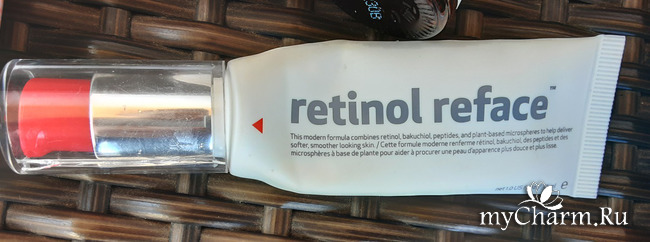 retinol reface™
This modern formula combines retinol, bakuchiol, peptides, and plant-based microspheres to help deliver
softer, smoother looking skin. / Cette formule moderne renferme rétinol, bakuchiol, des peptides et des
microsphères à base de plante pour aider à procurer une peau d'apparence plus douce et plus lisse.
myCharm.Ru